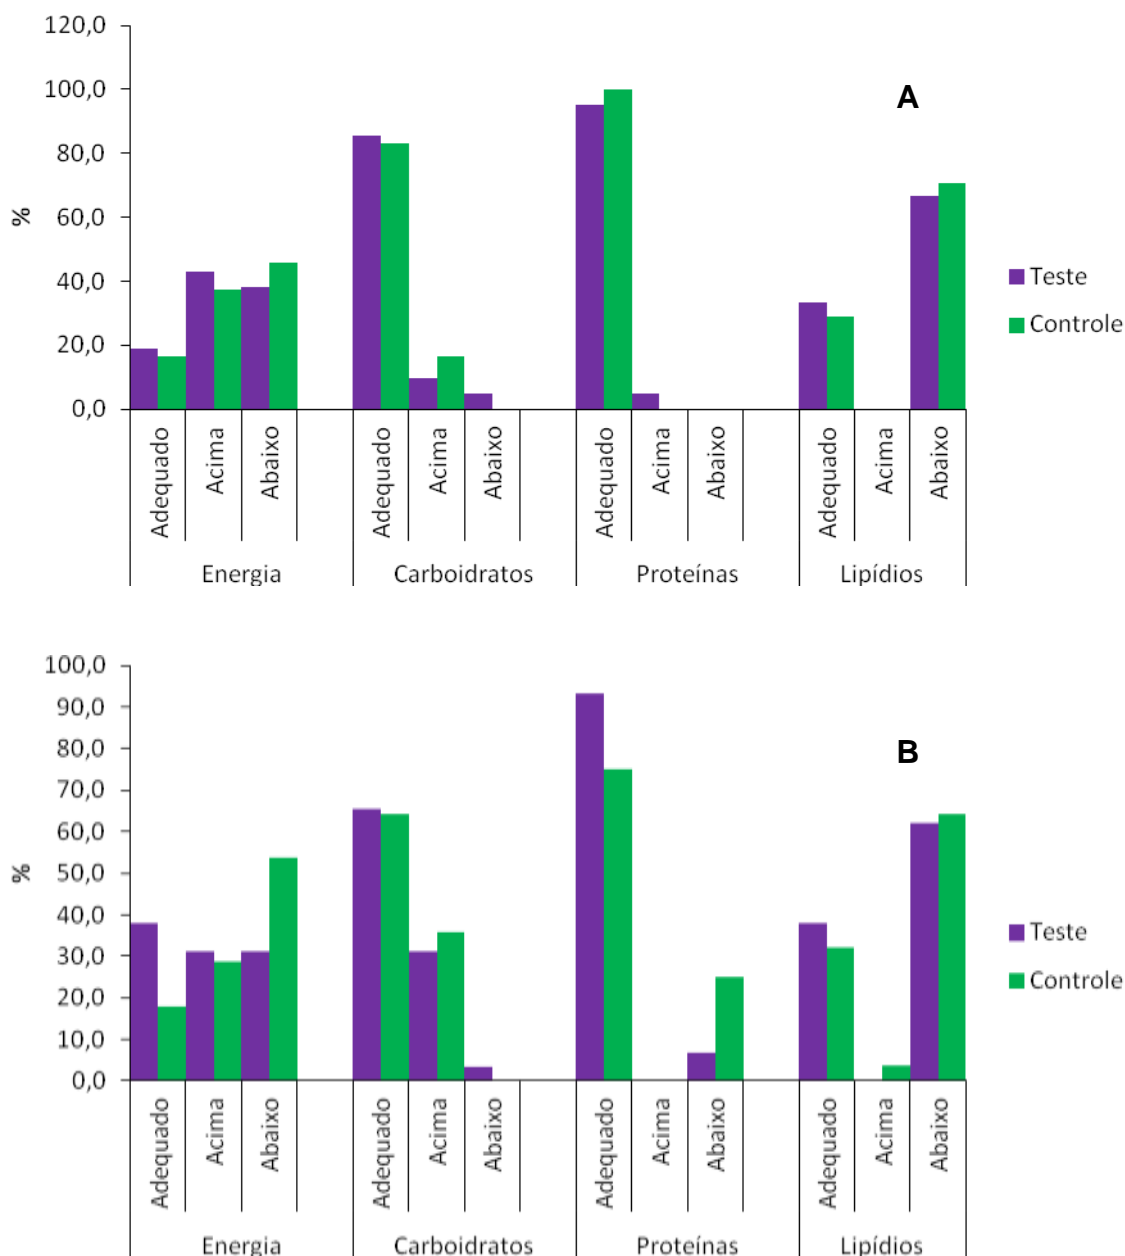 120,0
100,0
80,0
60,0
40,0
20,0
0,0
%
A
Teste
Controle
Adequado Acima Abaixo Adequado Acima Abaixo Adequado Acima Abaixo Adequado Acima Abaixo
Energia Carboidratos Proteínas Lipídios
100,0
90,0
80,0
70,0
60,0
50,0
40,0
30,0
20,0
10,0
0,0
%
B
Teste
Controle
Adequado Acima Abaixo Adequado Acima Abaixo Adequado Acima Abaixo Adequado Acima Abaixo
Energia Carboidratos Proteínas Lipídios